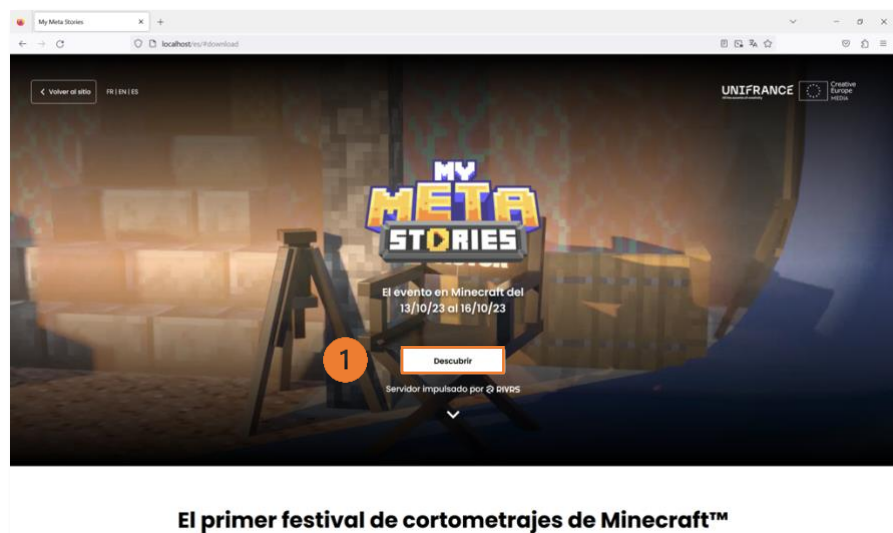 My Meta Stories
localhost/es/#download
Volver al sitio
FR | EN | ES
UNIFRANCE
Creative
Europe
MEDIA
MY
META
STORIES
El evento en Minecraft del
13/10/23 al 16/10/23
1
Descubrir
Servidor impulsado por RIVRS
El primer festival de cortometrajes de Minecraft™